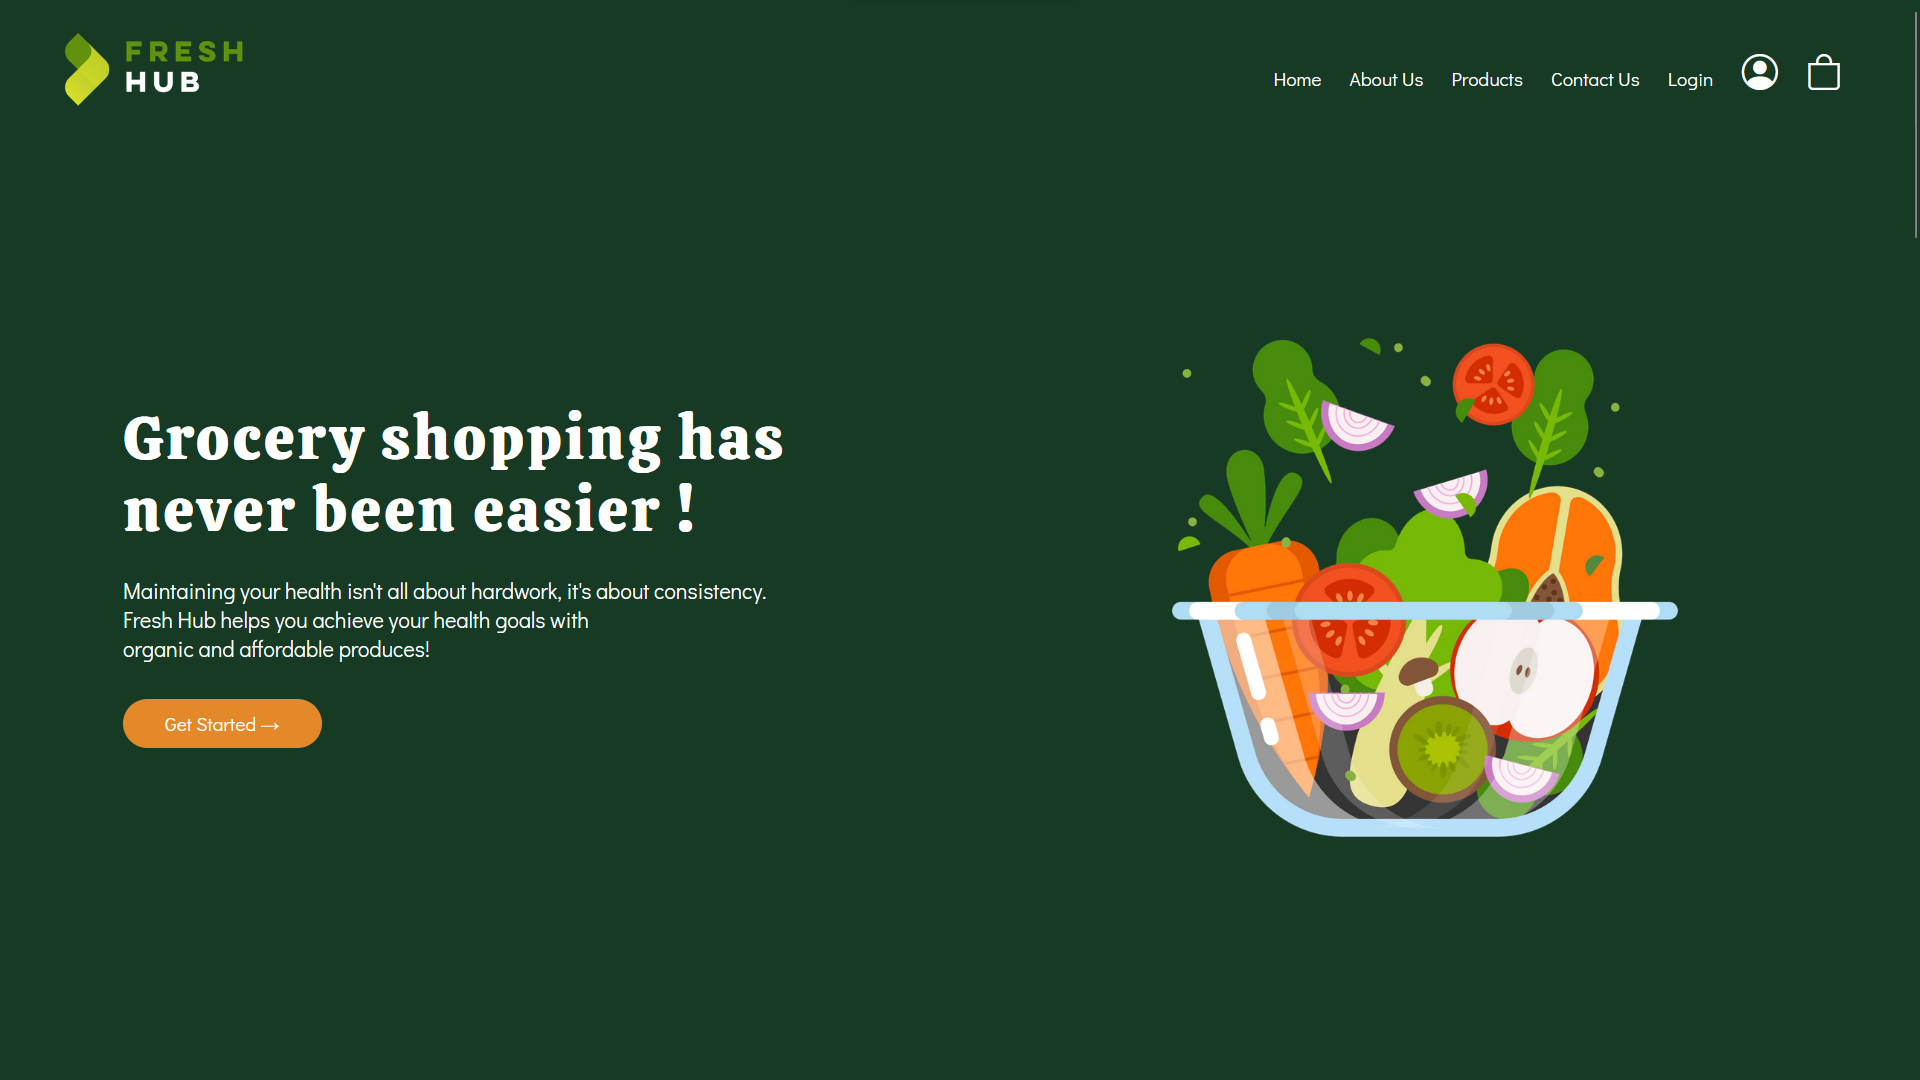 FRESH
HUB
Home About Us Products Contact Us Login
Grocery shopping has
never been easier !
Maintaining your health isn't all about hardwork, it's about consistency.
Fresh Hub helps you achieve your health goals with
organic and affordable produces!
Get Started →